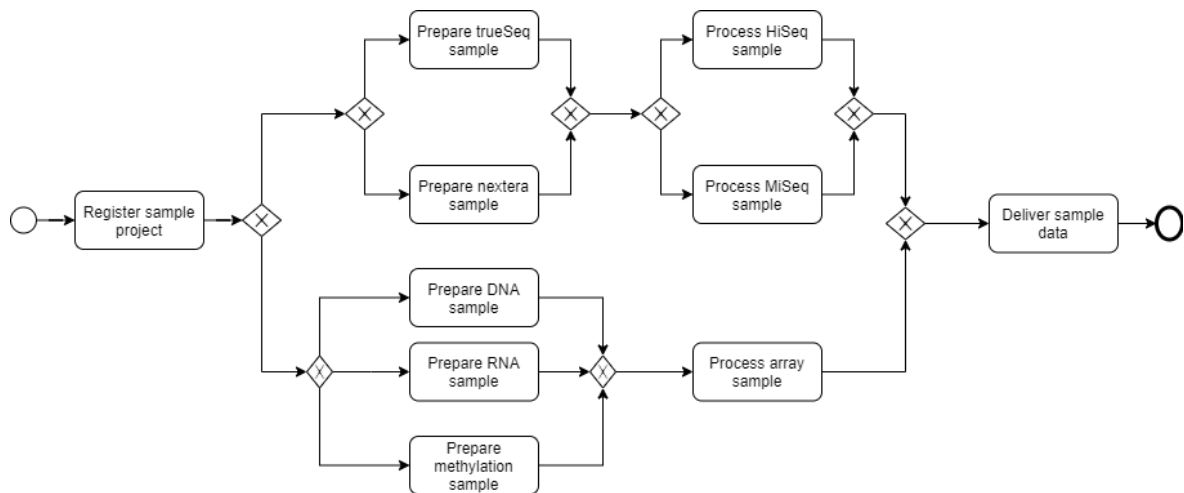 Prepare trueSeq
sample
Process HiSeq
sample
Prepare nextera
sample
Process MiSeq
sample
Register sample
project
Deliver sample
data
Prepare DNA
sample
Prepare RNA
sample
Process array
sample
Prepare
methylation
sample